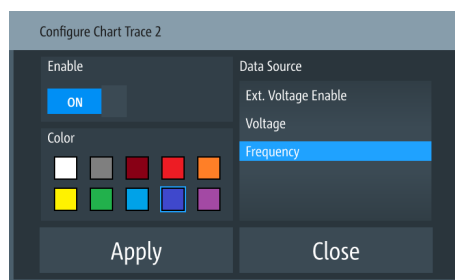 Configure Chart Trace 2
Enable
ON
Color
Data Source
Ext. Voltage Enable
Voltage
Frequency
Apply
Close